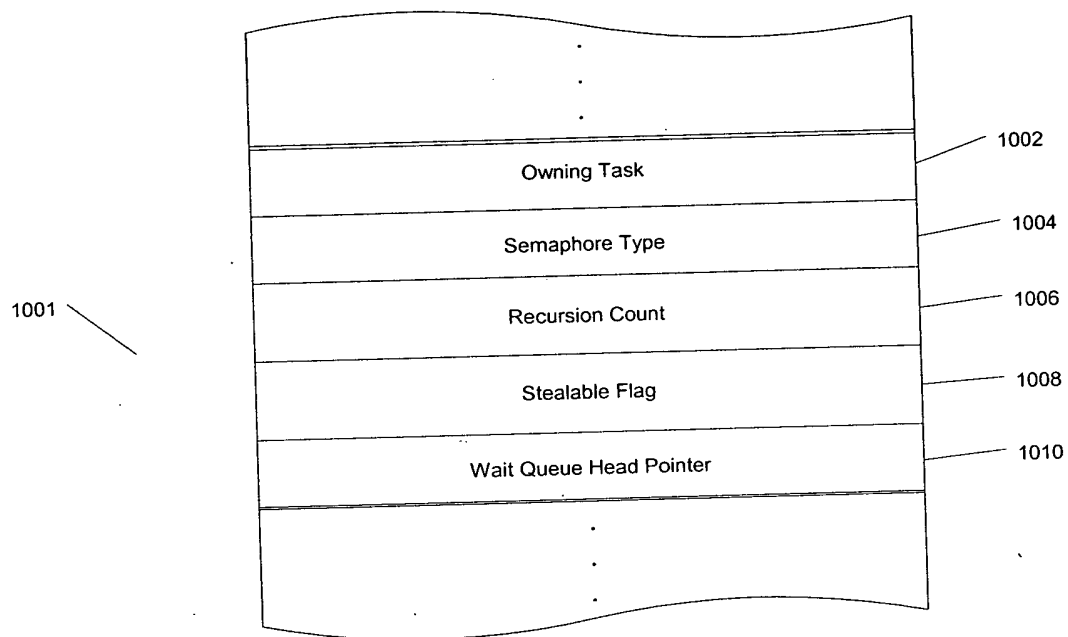 1002
Owning Task
1004
Semaphore Type
1001
1006
Recursion Count
1008
Stealable Flag
1010
Wait Queue Head Pointer